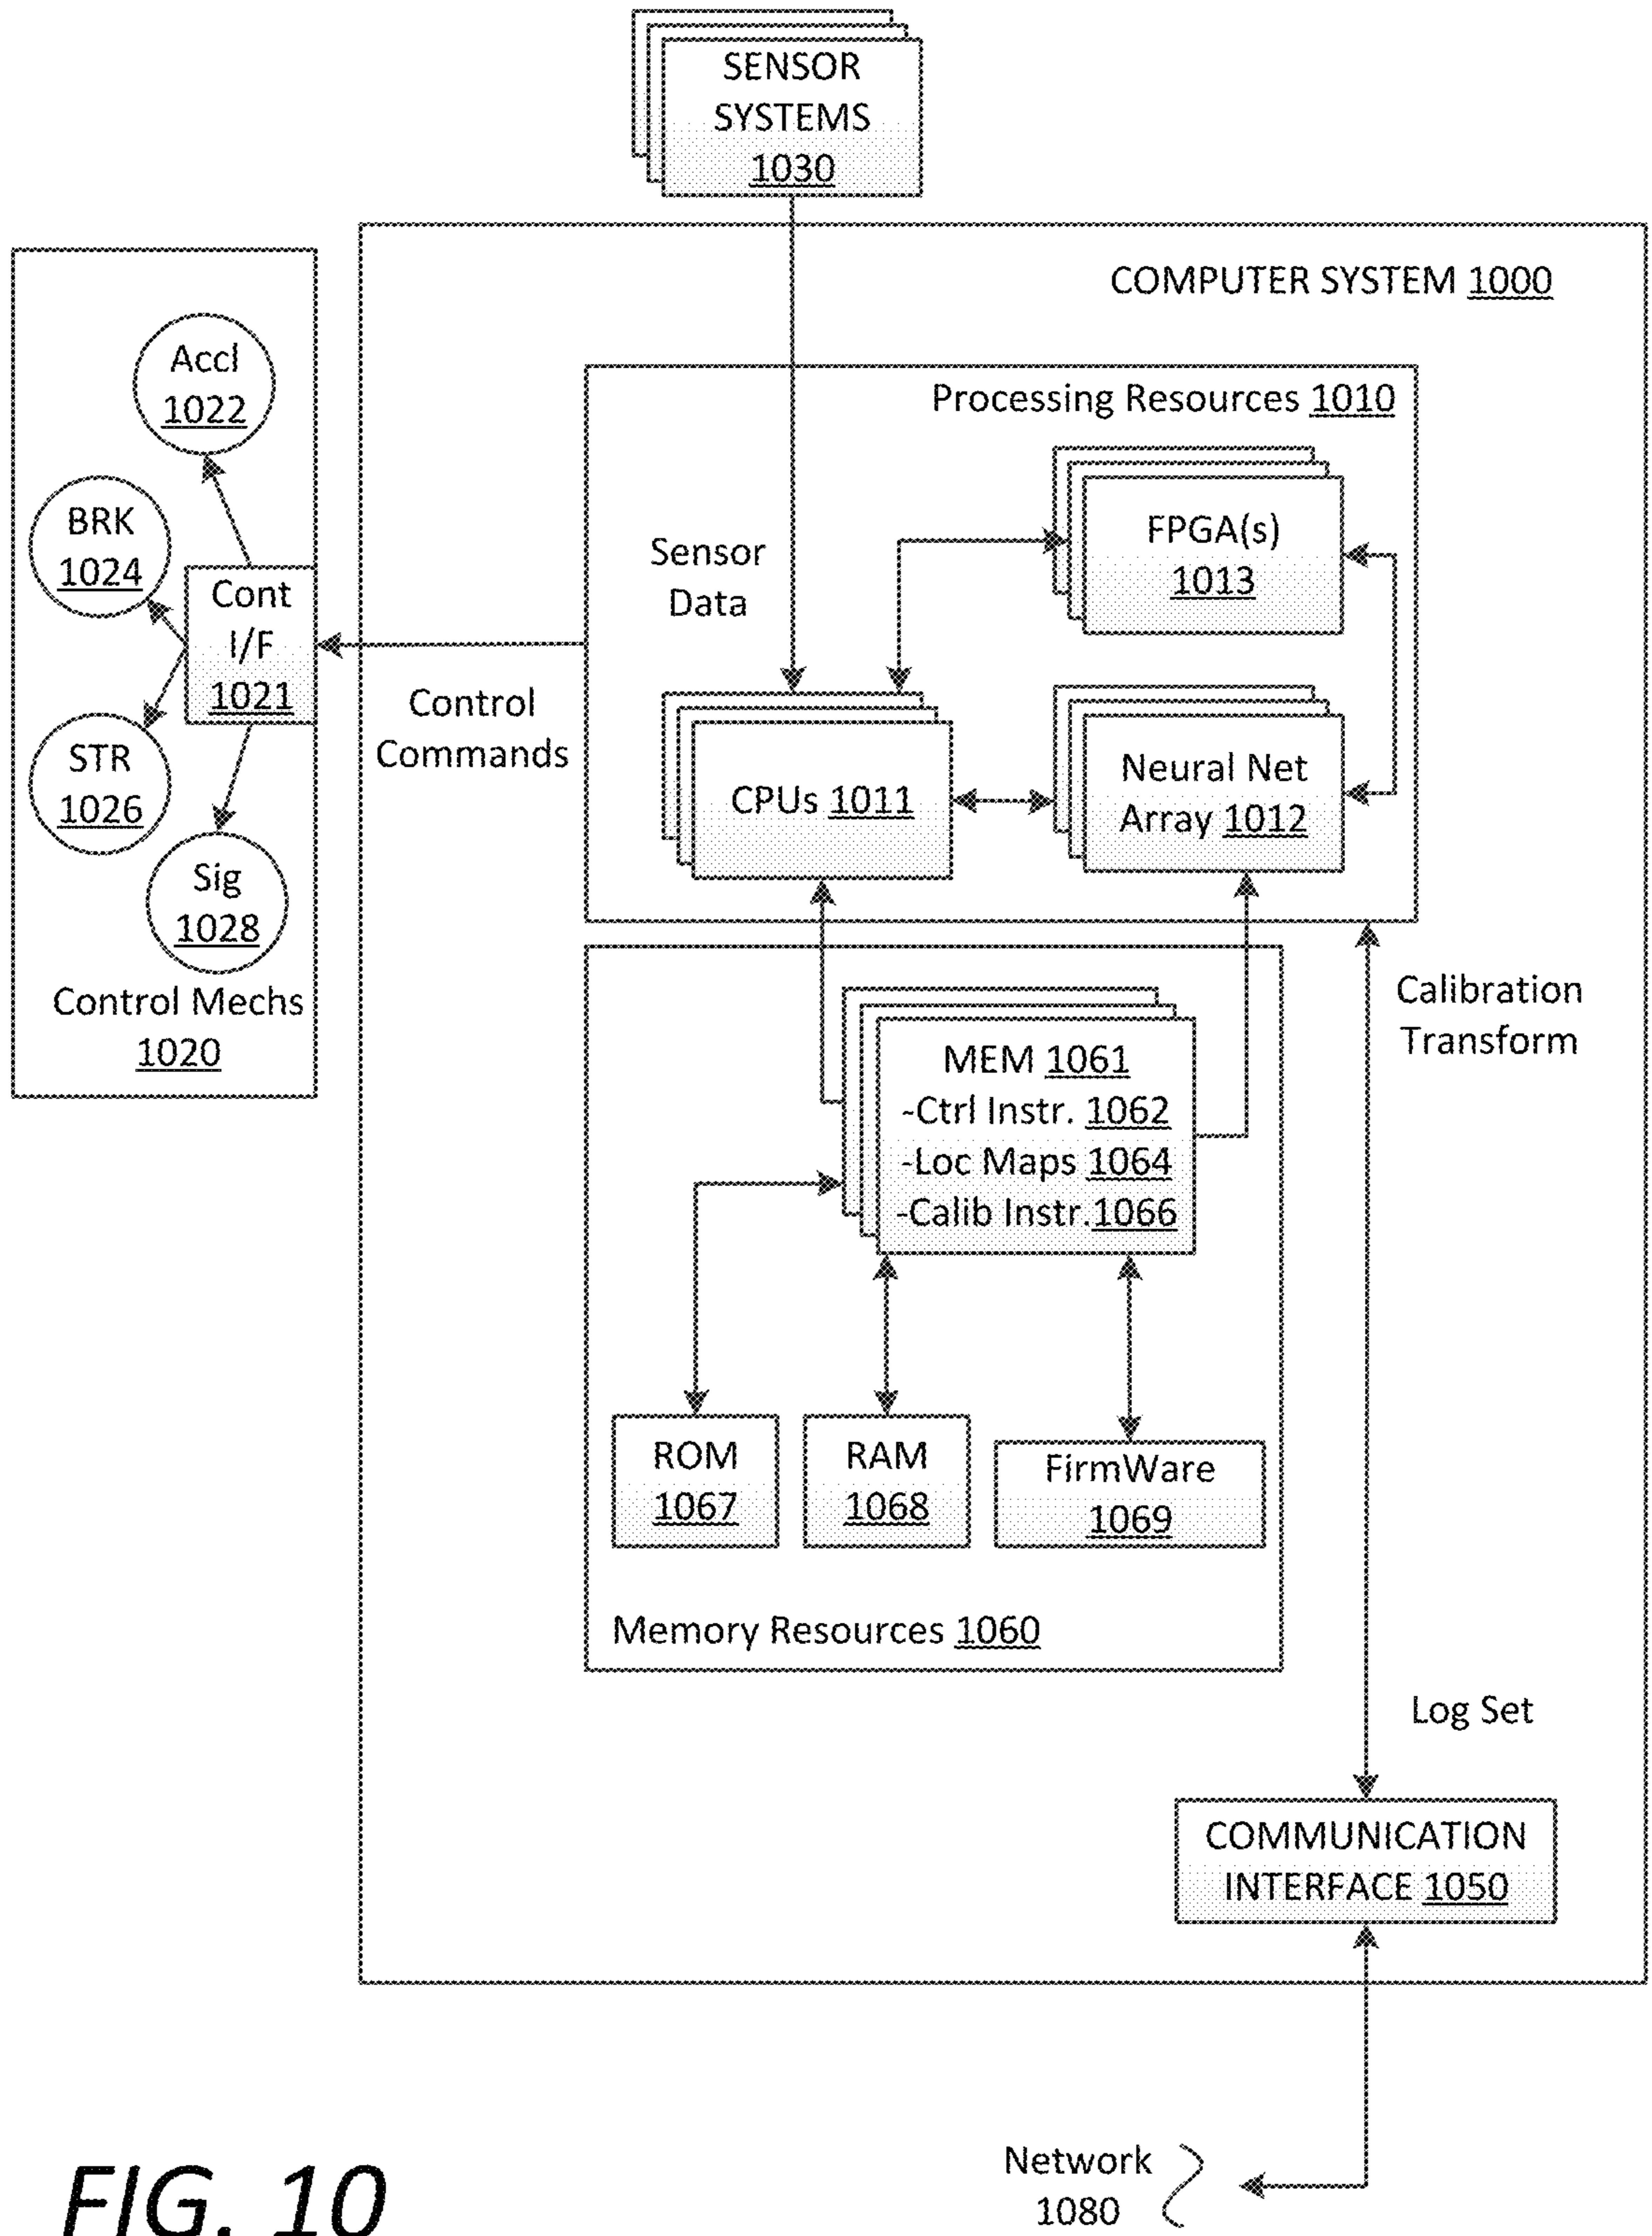 SENSOR
SYSTEMS
1030
COMPUTER SYSTEM 1000
Accl
1022
BRK
1024
Cont
I/F
1021
STR
1026
Sig
1028
Control Mechs
1020
Control
Commands
Sensor
Data
Processing Resources 1010
FPGA(s)
1013
CPUs 1011
Neural Net
Array 1012
Calibration
Transform
MEM 1061
-Ctrl Instr. 1062
-Loc Maps 1064
-Calib Instr.1066
ROM
1067
RAM
1068
FirmWare
1069
Memory Resources 1060
Log Set
COMMUNICATION
INTERFACE 1050
Network
1080
FIG. 10